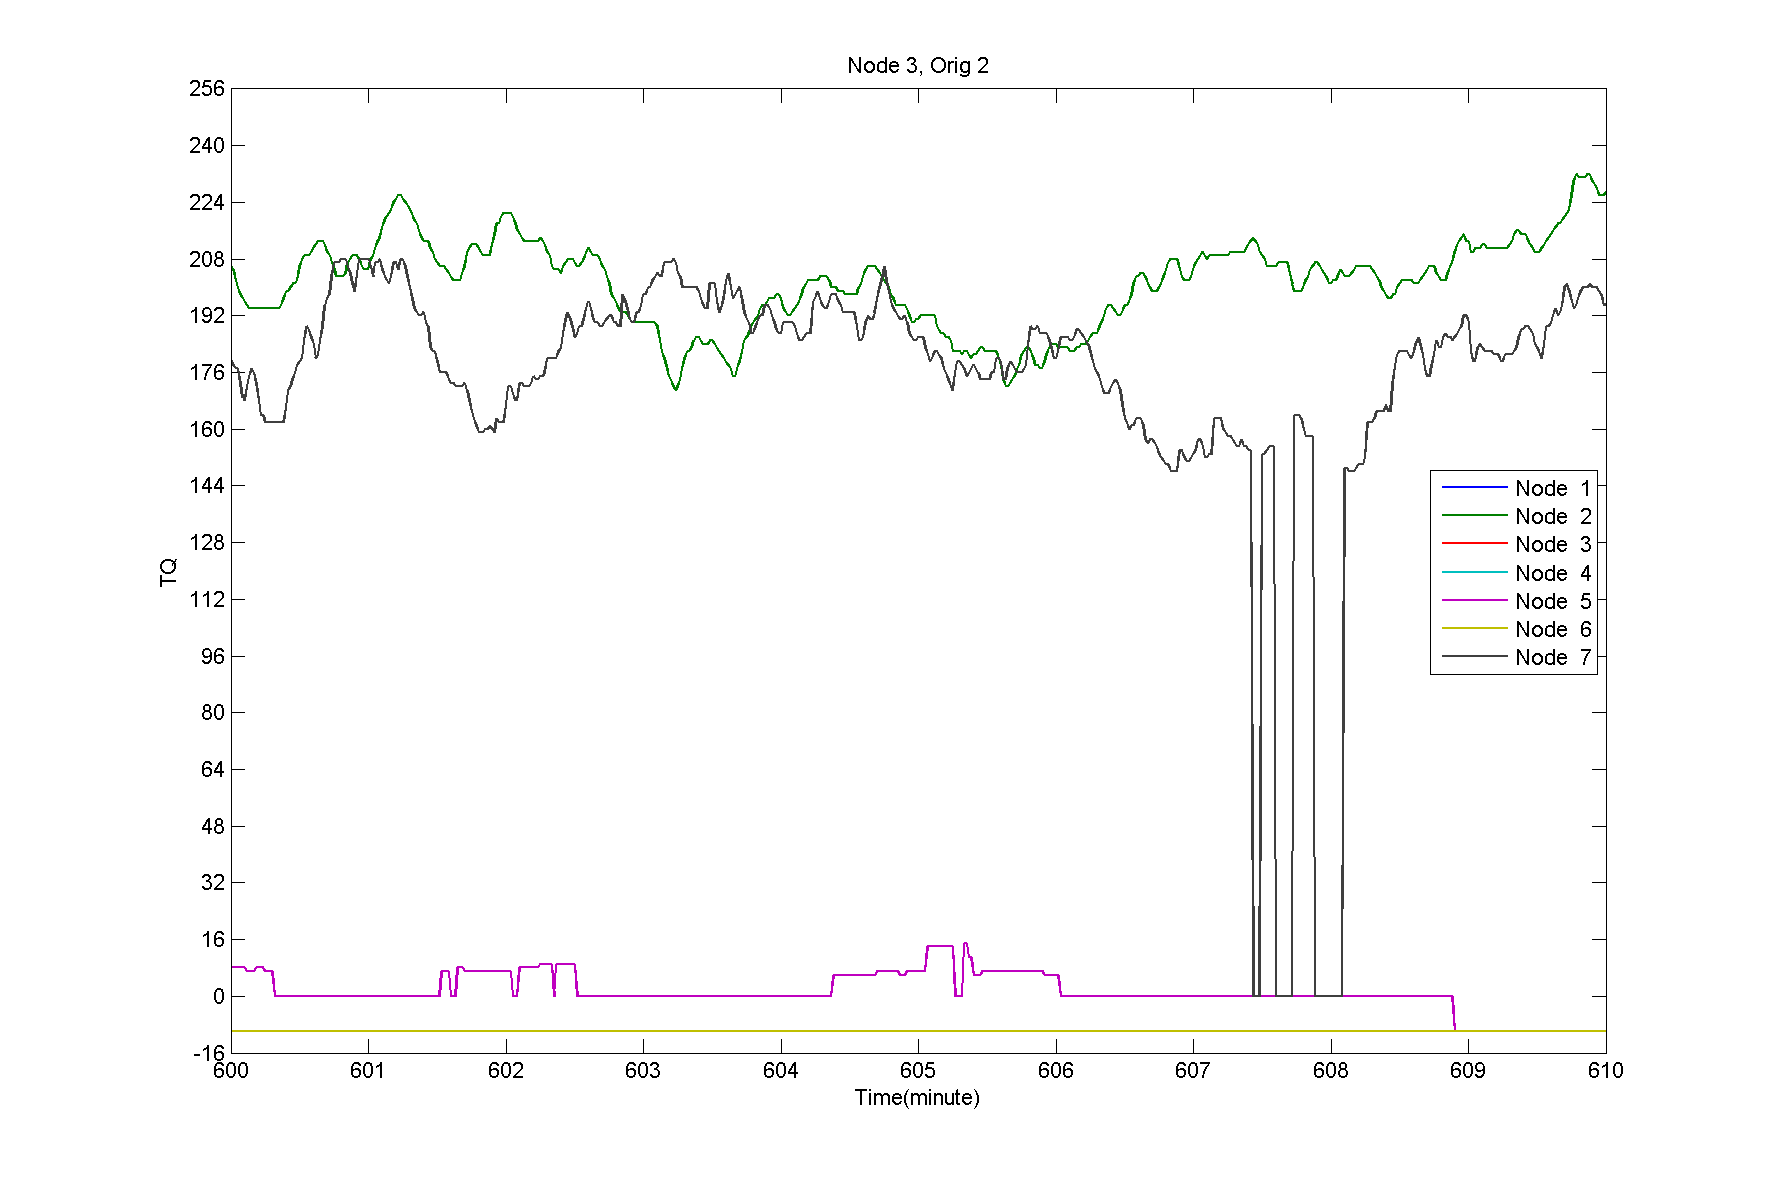 Node 3, Orig 2
256
240
224
208
192
176
160
144
128
112
96
80
64
48
32
16
0
-16
TQ
Node 1
Node 2
Node 3
Node 4
Node 5
Node 6
Node 7
600 601 602 603 604 605 606 607 608 609 610
Time(minute)